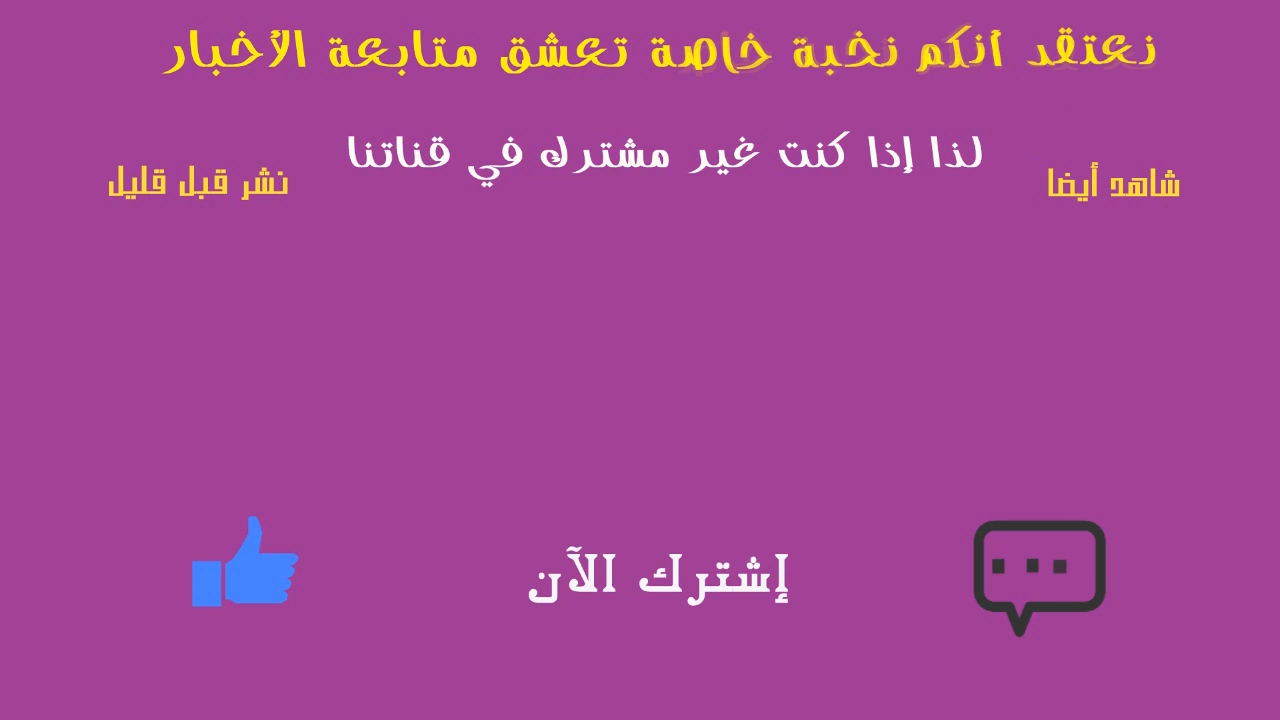 نعتقد أنكم نخبة خاصة تعشق متابعة الأخبار
لذا إذا كنت غير مشترك في قناتنا
شاهد أيضا
نشر قبل قليل
إشترك الآن